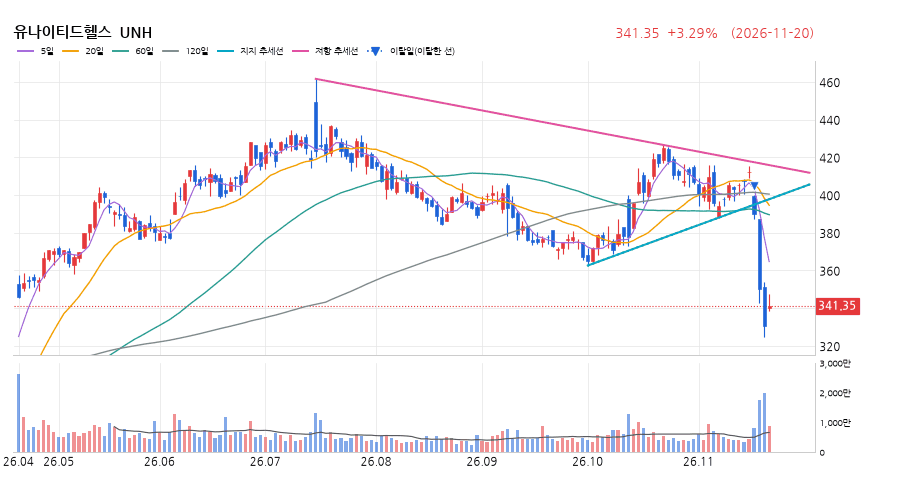 유나이티드헬스 UNH
341.35 +3.29% (2026-11-20)
5일 20일 60일 120일 지지 추세선 저항 추세선 이탈일(이탈한 선)
460
440
420
400
380
360
341.35
320
3,000만
2,000만
1,000만
0
26.04 26.05 26.06 26.07 26.08 26.09 26.10 26.11